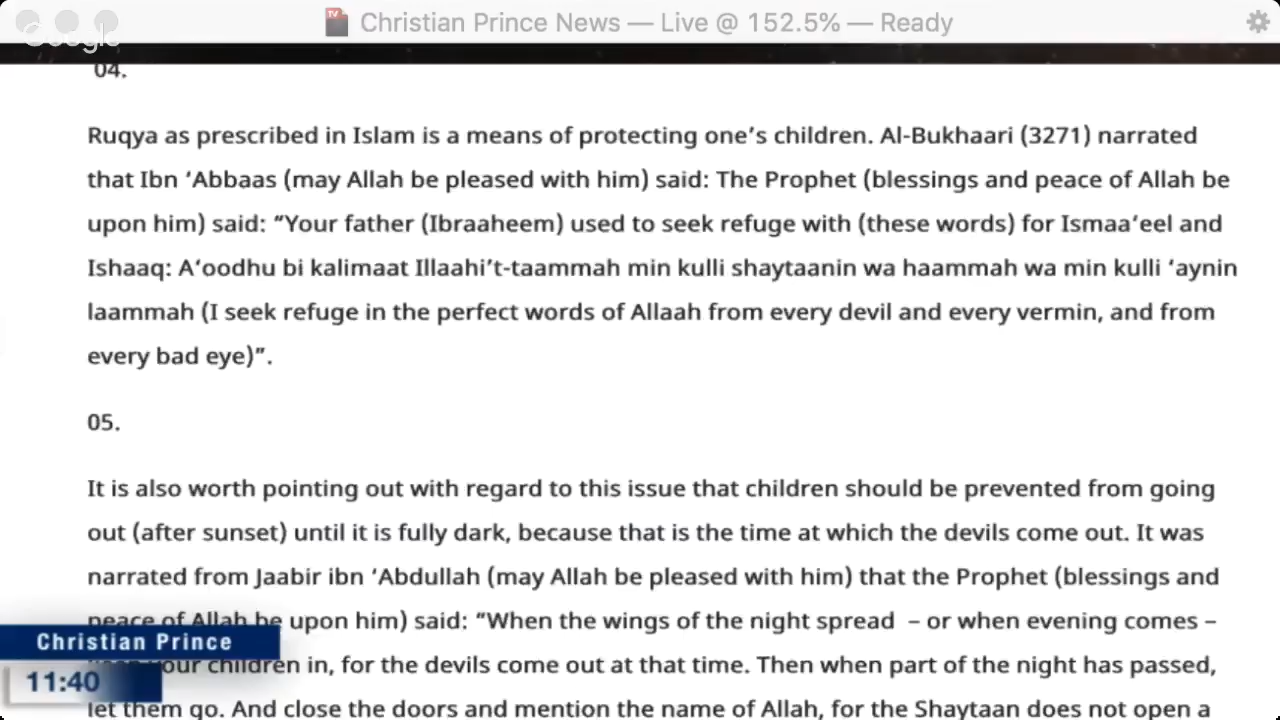 Christian Prince News — Live @ 152.5% — Ready
Google
04.
Ruqya as prescribed in Islam is a means of protecting one’s children. Al-Bukhaari (3271) narrated
that Ibn ‘Abbaas (may Allah be pleased with him) said: The Prophet (blessings and peace of Allah be
upon him) said: “Your father (Ibraaheem) used to seek refuge with (these words) for Ismaa‘eel and
Ishaaq: A‘oodhu bi kalimaat Illaahi’t-taammah min kulli shaytaanin wa haammah wa min kulli ‘aynin
laammah (I seek refuge in the perfect words of Allaah from every devil and every vermin, and from
every bad eye)”.
05.
It is also worth pointing out with regard to this issue that children should be prevented from going
out (after sunset) until it is fully dark, because that is the time at which the devils come out. It was
narrated from Jaabir ibn ‘Abdullah (may Allah be pleased with him) that the Prophet (blessings and
peace of Allah be upon him) said: “When the wings of the night spread – or when evening comes –
your children in, for the devils come out at that time. Then when part of the night has passed,
let them go. And close the doors and mention the name of Allah, for the Shaytaan does not open a
Christian Prince
11:40